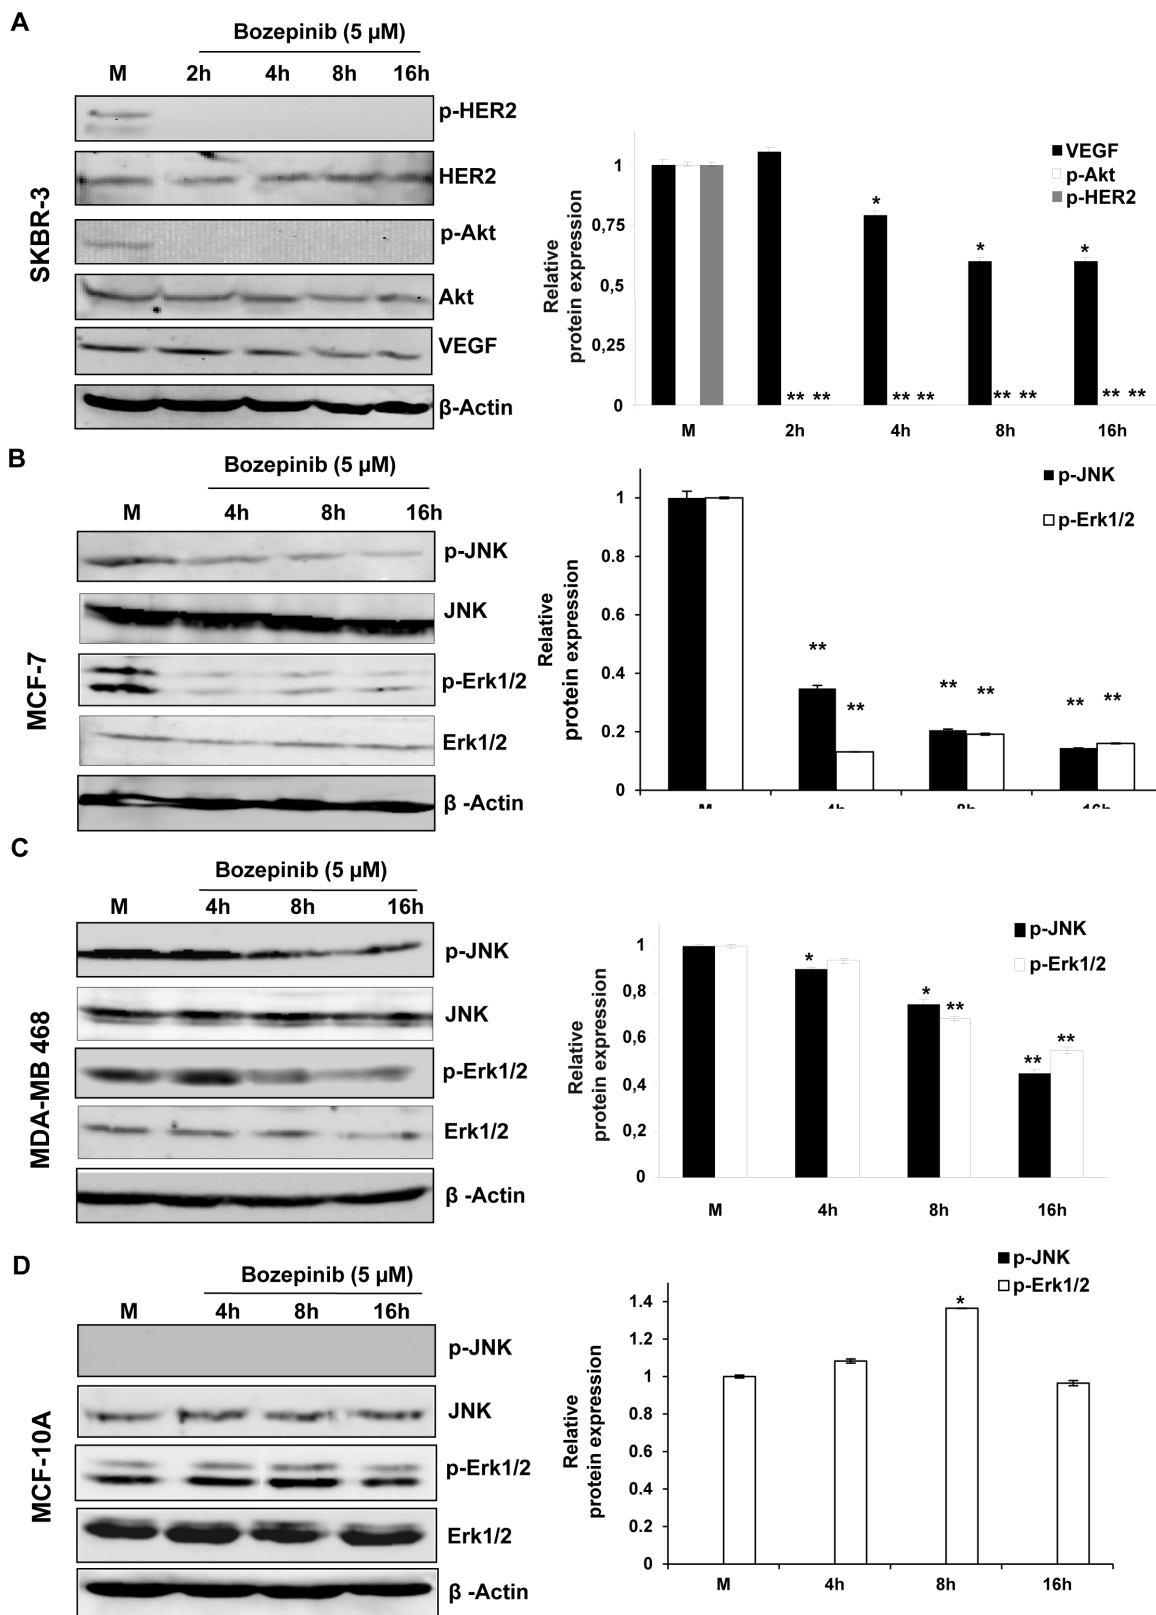 A
Bozepinib (5 µM)
M 2h 4h 8h 16h
p-HER2
HER2
p-Akt
Akt
VEGF
β-Actin
SKBR-3
VEGF
p-Akt
p-HER2
Relative
protein expression
1
0,75
0,5
0,25
0
*
*
*
** **
** **
** **
** **
M 2h 4h 8h 16h
B
Bozepinib (5 µM)
M 4h 8h 16h
p-JNK
JNK
p-Erk1/2
Erk1/2
β -Actin
MCF-7
p-JNK
p-Erk1/2
Relative
protein expression
1
0.8
0.6
0.4
0.2
0
**
**
** **
** **
M 4h 8h 16h
C
Bozepinib (5 µM)
M 4h 8h 16h
p-JNK
JNK
p-Erk1/2
Erk1/2
β -Actin
MDA-MB 468
p-JNK
p-Erk1/2
Relative
protein expression
1
0,8
0,6
0,4
0,2
0
*
* **
** **
M 4h 8h 16h
D
Bozepinib (5 µM)
M 4h 8h 16h
p-JNK
JNK
p-Erk1/2
Erk1/2
β -Actin
MCF-10A
p-JNK
p-Erk1/2
Relative
protein expression
1.4
1.2
1
0.8
0.6
0.4
0.2
0
*
M 4h 8h 16h